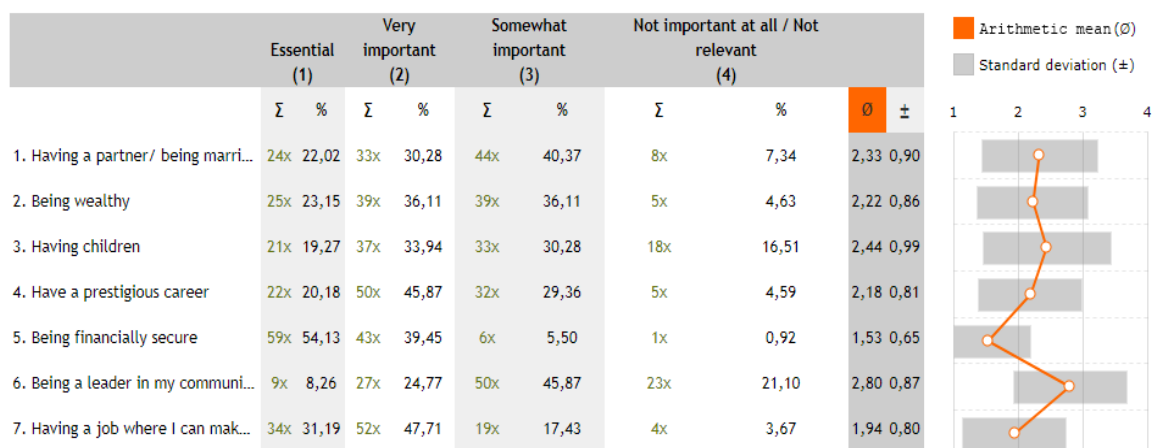 Essential (1) Very important (2) Somewhat important (3) Not important at all / Not relevant (4)
Σ % Σ % Σ % Σ % Ø ±
1. Having a partner/ being marri... 24x 22,02 33x 30,28 44x 40,37 8x 7,34 2,33 0,90
2. Being wealthy 25x 23,15 39x 36,11 39x 36,11 5x 4,63 2,22 0,86
3. Having children 21x 19,27 37x 33,94 33x 30,28 18x 16,51 2,44 0,99
4. Have a prestigious career 22x 20,18 50x 45,87 32x 29,36 5x 4,59 2,18 0,81
5. Being financially secure 59x 54,13 43x 39,45 6x 5,50 1x 0,92 1,53 0,65
6. Being a leader in my communi... 9x 8,26 27x 24,77 50x 45,87 23x 21,10 2,80 0,87
7. Having a job where I can mak... 34x 31,19 52x 47,71 19x 17,43 4x 3,67 1,94 0,80
Arithmetic mean(Ø)
Standard deviation (±)
1 2 3 4